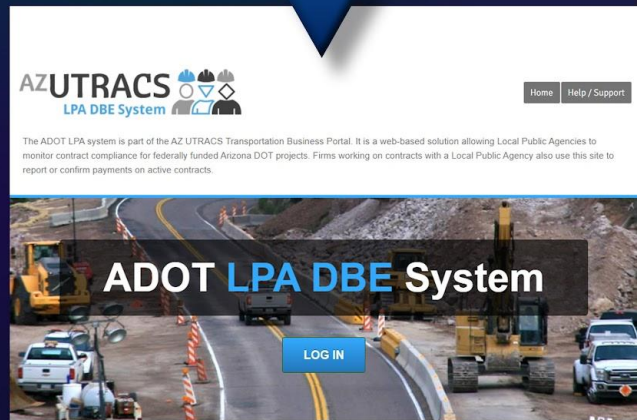 AZUTRACS
LPA DBE System
Home Help / Support
The ADOT LPA system is part of the AZ UTRACS Transportation Business Portal. It is a web-based solution allowing Local Public Agencies to
monitor contract compliance for federally funded Arizona DOT projects. Firms working on contracts with a Local Public Agency also use this site to
report or confirm payments on active contracts.
ADOT LPA DBE System
LOG IN